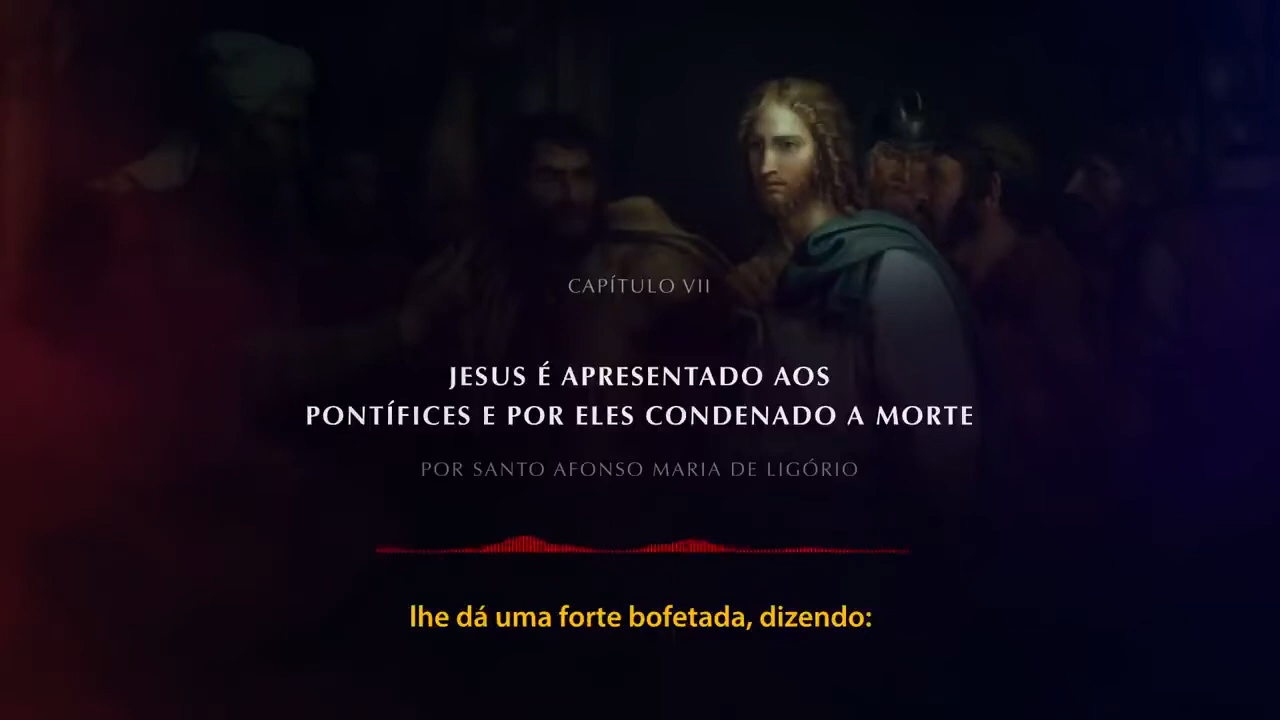 CAPÍTULO VII
JESUS É APRESENTADO AOS
PONTÍFICES E POR ELES CONDENADO A MORTE
POR SANTO AFONSO MARIA DE LIGÓRIO
lhe dá uma forte bofetada, dizendo: